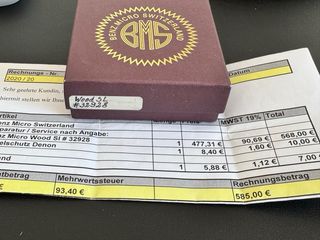 BENZ MICRO SWITZERLAND
BMS
Wood SL
#32928
Rechnungs - Nr.
Datum
2020 / 20
Sehr geehrte Kundin,
hiermit stellen wir Ihnen
Artikel
MWST 19%
nz Micro Switzerland
paratur / Service nach Angabe:
1 477,31 € 90,69 € 568,00 €
nz Micro Wood Sl # 32928
elschutz Denon 1 8,40 € 1,60 € 10,00 €
and 1 5,88 € 1,12 € 7,00 €
tbetrag Mehrwertssteuer Rechnungsbetrag
€ 93,40 € 585,00 €